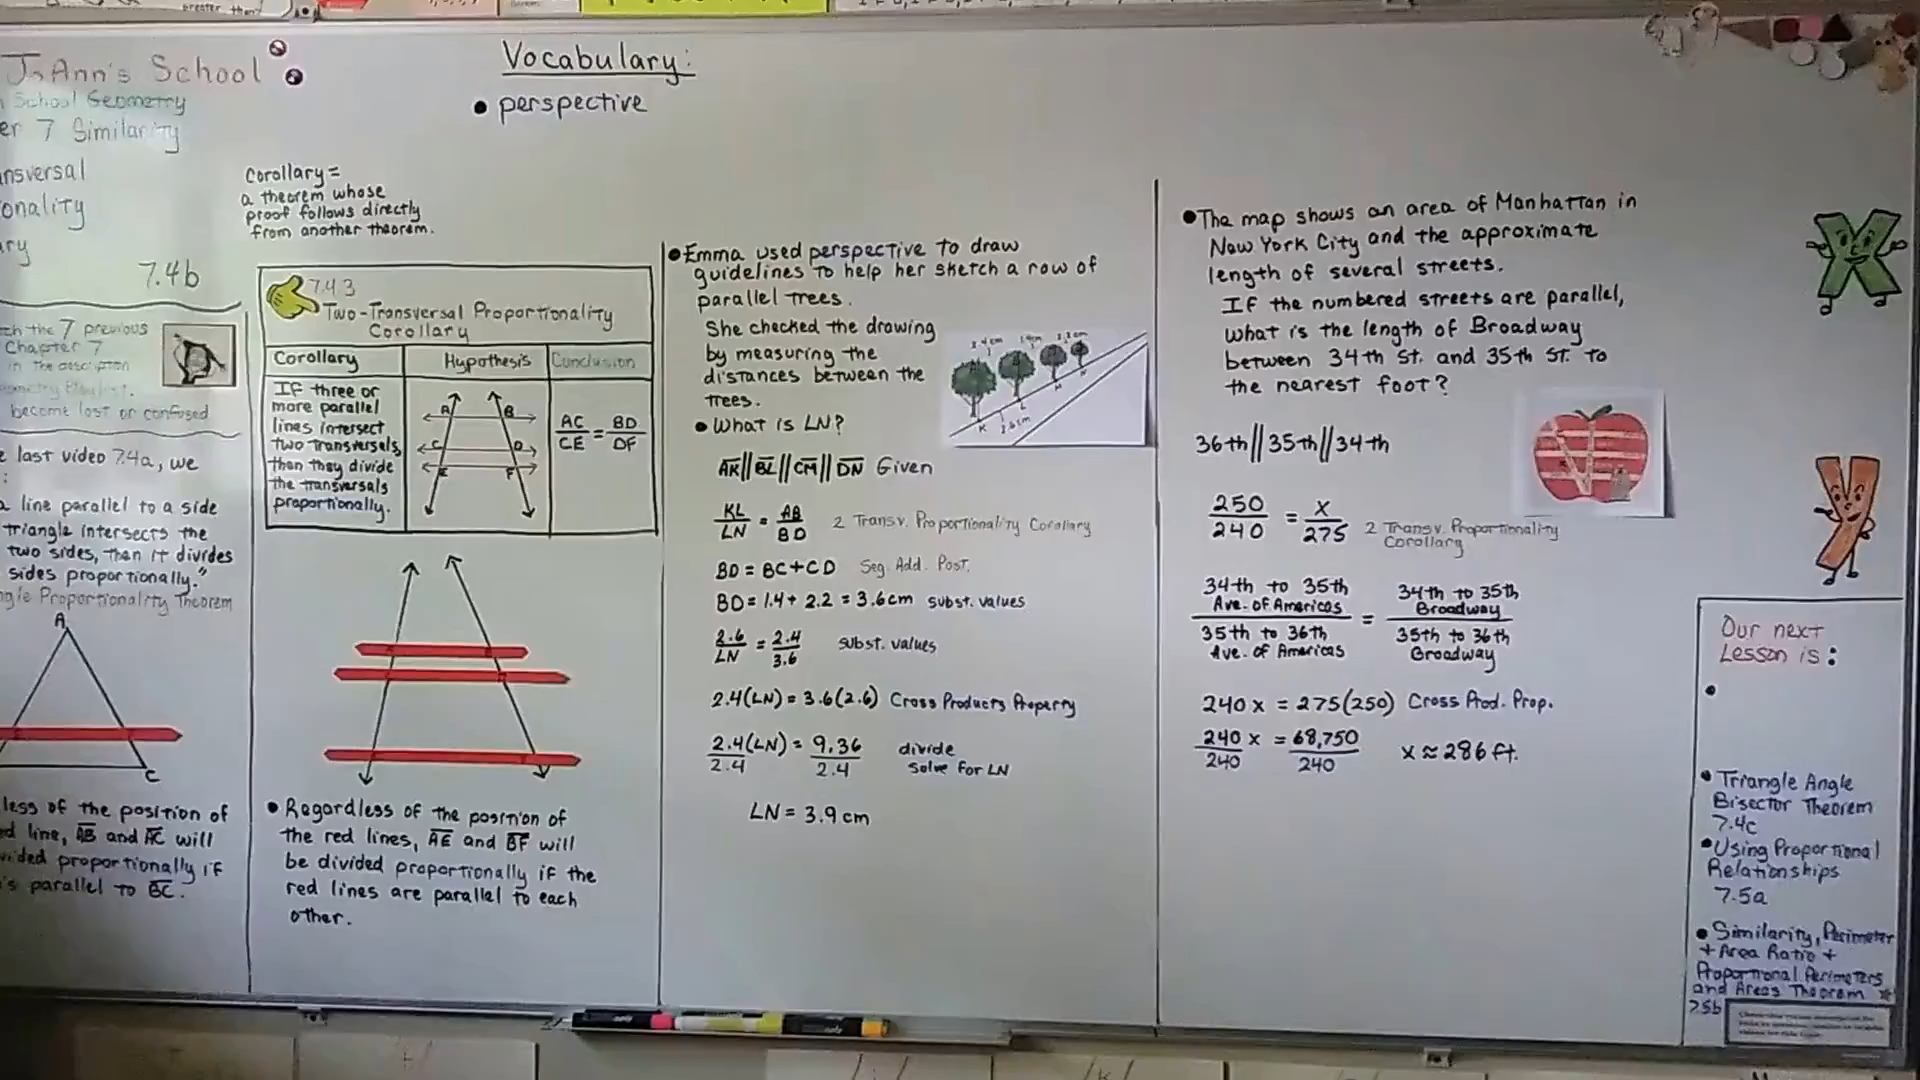 greater than?
JoAnn's School
School Geometry
er 7 Similarity
ansversal
onality
ary
7.4b
ch the 7 previous
Chapter 7
in the description
become lost or confused
e last video 7.4a, we
:
a line parallel to a side
triangle intersects the
two sides, then it divides
sides proportionally."
ngle Proportionality Theorem
A
C
less of the position of
ed line, AB and AC will
vided proportionally if
's parallel to BC.
Vocabulary:
• perspective
Corollary =
a theorem whose
proof follows directly
from another theorem.
7.4.3
Two-Transversal Proportionality
Corollary
Corollary Hypothesis Conclusion
If three or
more parallel
lines intersect
two transversals,
then they divide
the transversals
proportionally.
A B
C D
E F
AC/CE = BD/DF
• Regardless of the position of
the red lines, AE and BF will
be divided proportionally if the
red lines are parallel to each
other.
• Emma used perspective to draw
guidelines to help her sketch a row of
parallel trees.
She checked the drawing
by measuring the
distances between the
trees.
• What is LN?
K L M N
2.6 cm
AK || BL || CM || DN Given
KL/LN = AB/BD 2 Transv. Proportionality Corollary
BD = BC + CD Seg. Add. Post.
BD = 1.4 + 2.2 = 3.6cm subst. values
2.6/LN = 2.4/3.6 subst. values
2.4(LN) = 3.6(2.6) Cross Products Property
2.4(LN)/2.4 = 9.36/2.4 divide
solve for LN
LN = 3.9 cm
• The map shows an area of Manhattan in
New York City and the approximate
length of several streets.
If the numbered streets are parallel,
what is the length of Broadway
between 34th St. and 35th St. to
the nearest foot?
36th || 35th || 34th
250/240 = x/275 2 Transv. Proportionality
Corollary
34th to 35th Ave. of Americas / 35th to 36th Ave. of Americas = 34th to 35th Broadway / 35th to 36th Broadway
240 x = 275(250) Cross Prod. Prop.
240/240 x = 68,750/240 x ≈ 286 ft.
Our next
Lesson is:
•
• Triangle Angle
Bisector Theorem
7.4c
• Using Proportional
Relationships
7.5a
• Similarity, Perimeter
+ Area Ratio +
Proportional Perimeters
and Areas Theorem
7.5b